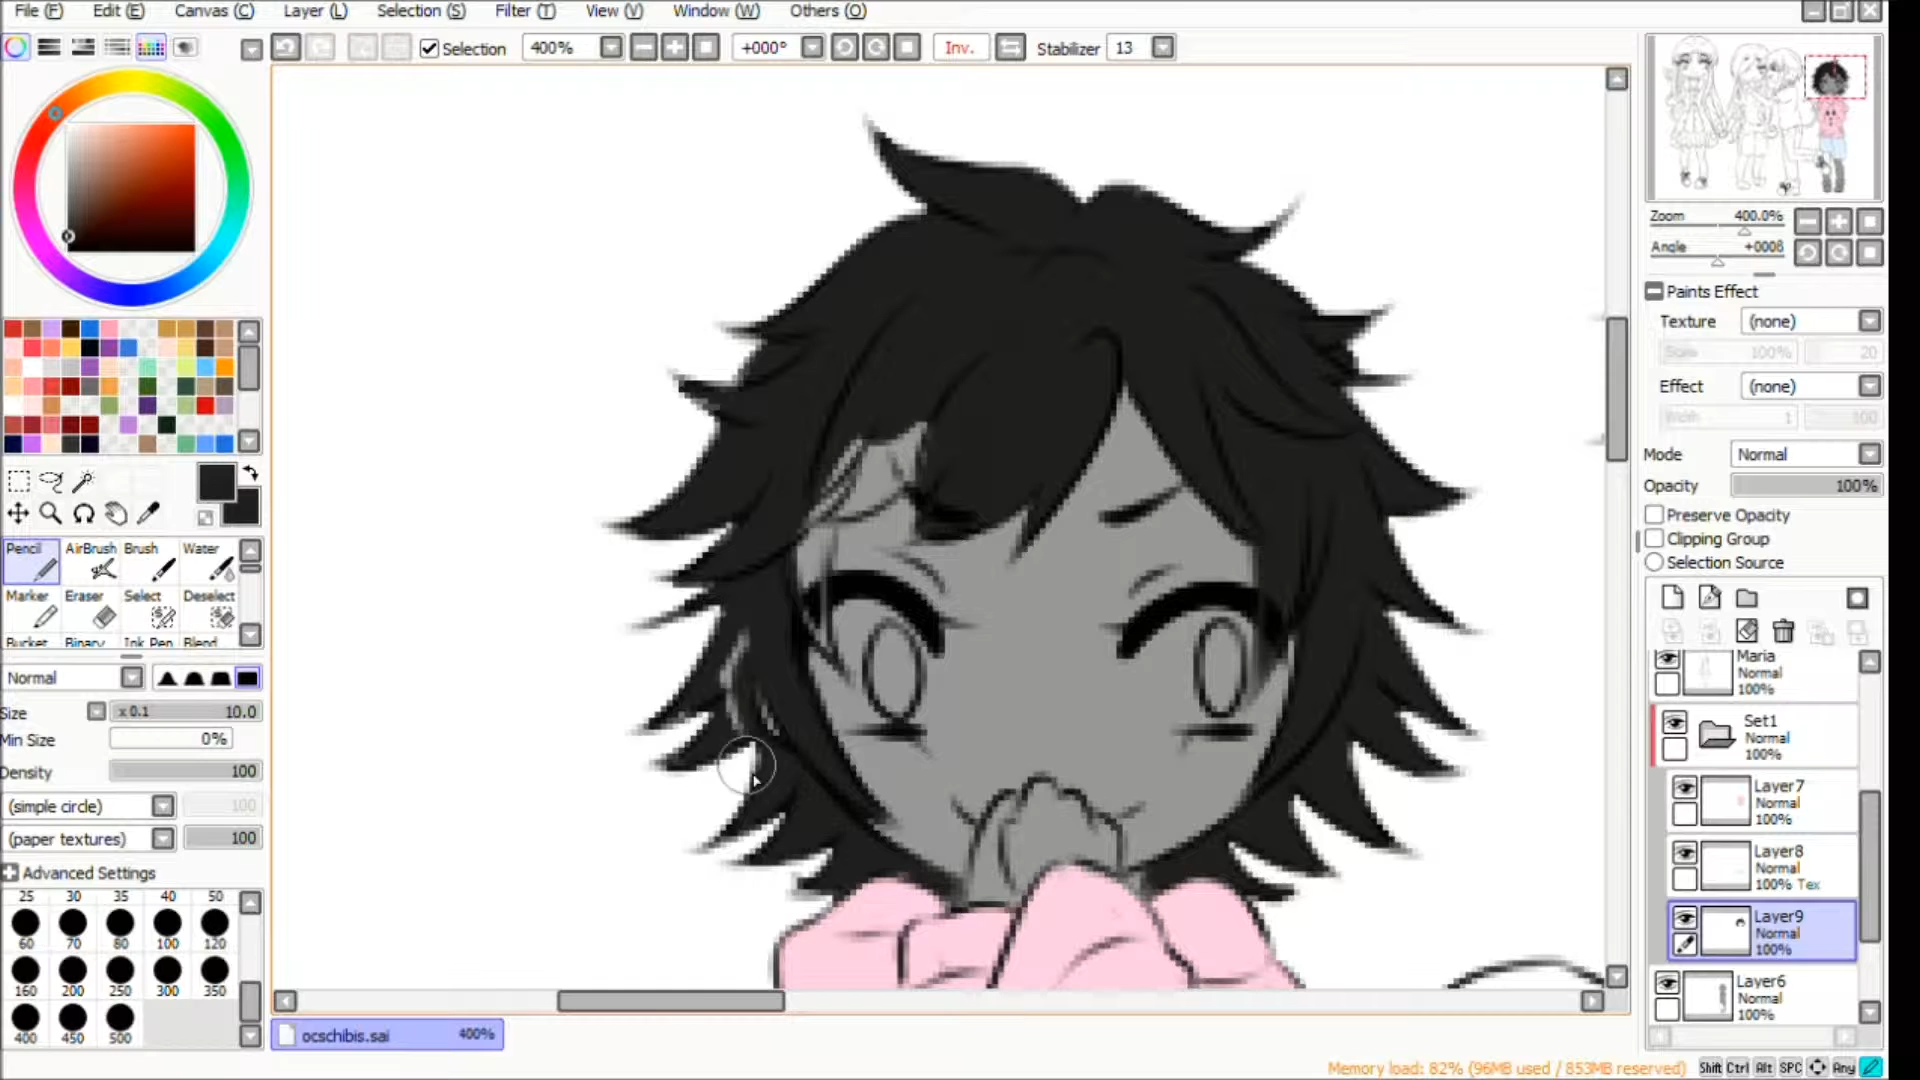 File (F) Edit (E) Canvas (C) Layer (L) Selection (S) Filter (T) View (V) Window (W) Others (O)
Selection 400% +000° Inv. Stabilizer 13
Zoom 400.0%
Angle
Paints Effect
Texture (none)
100% 20
Effect (none)
Width 1 100
Mode Normal
Opacity 100%
Preserve Opacity
Clipping Group
Selection Source
Pencil AirBrush Brush Water
Marker Eraser Select Deselect
Bucket Binary Ink Pen Blend
Normal
Size x 0.1 10.0
Min Size 0%
Density 100
(simple circle) 100
(paper textures) 100
Advanced Settings
25 30 35 40 50
60 70 80 100 120
160 200 250 300 350
400 450 500
Maria
Normal
100%
Set1
Normal
100%
Layer7
Normal
100%
Layer8
Normal
100% Tex
Layer9
Normal
100%
Layer6
Normal
100%
ocschibis.sai 400%
Memory load: 82% (96MB used / 853MB reserved) Shift Ctrl Alt SPC Any